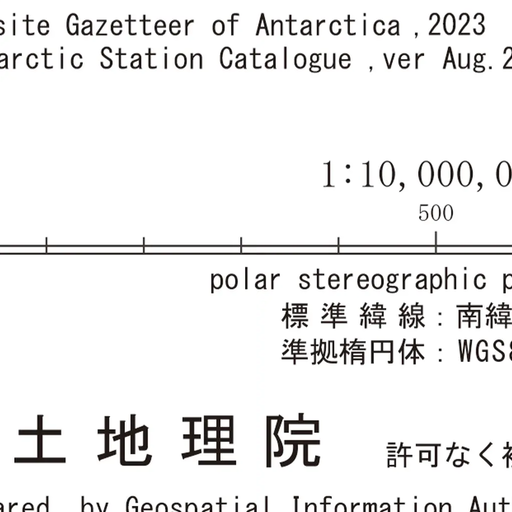 site Gazetteer of Antarctica ,2023
arctic Station Catalogue ,ver Aug.2
1:10,000,0
500
polar stereographic p
標 準 緯 線 : 南緯
準拠楕円体 : WGS8
土 地 理 院
許可なく複
ared by Geospatial Information Aut